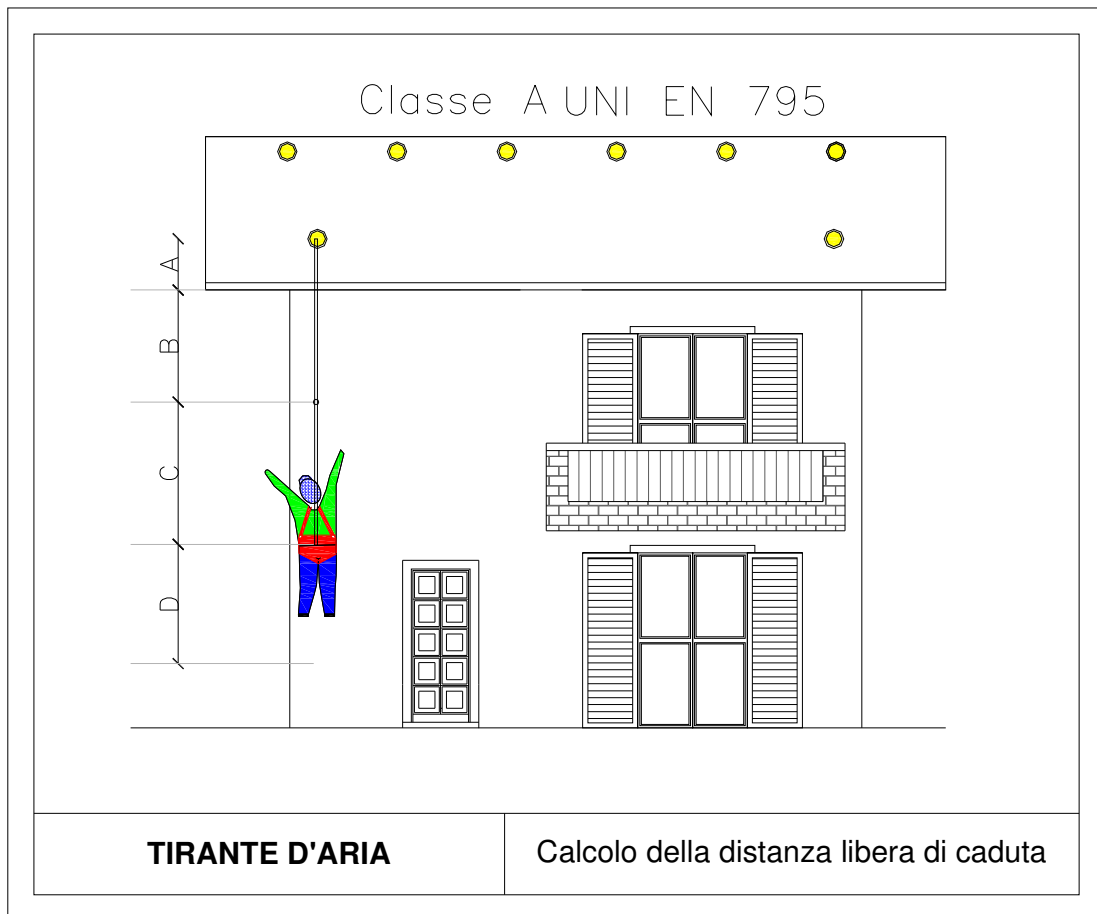 Classe A UNI EN 795
A
B
C
D
TIRANTE D'ARIA
Calcolo della distanza libera di caduta